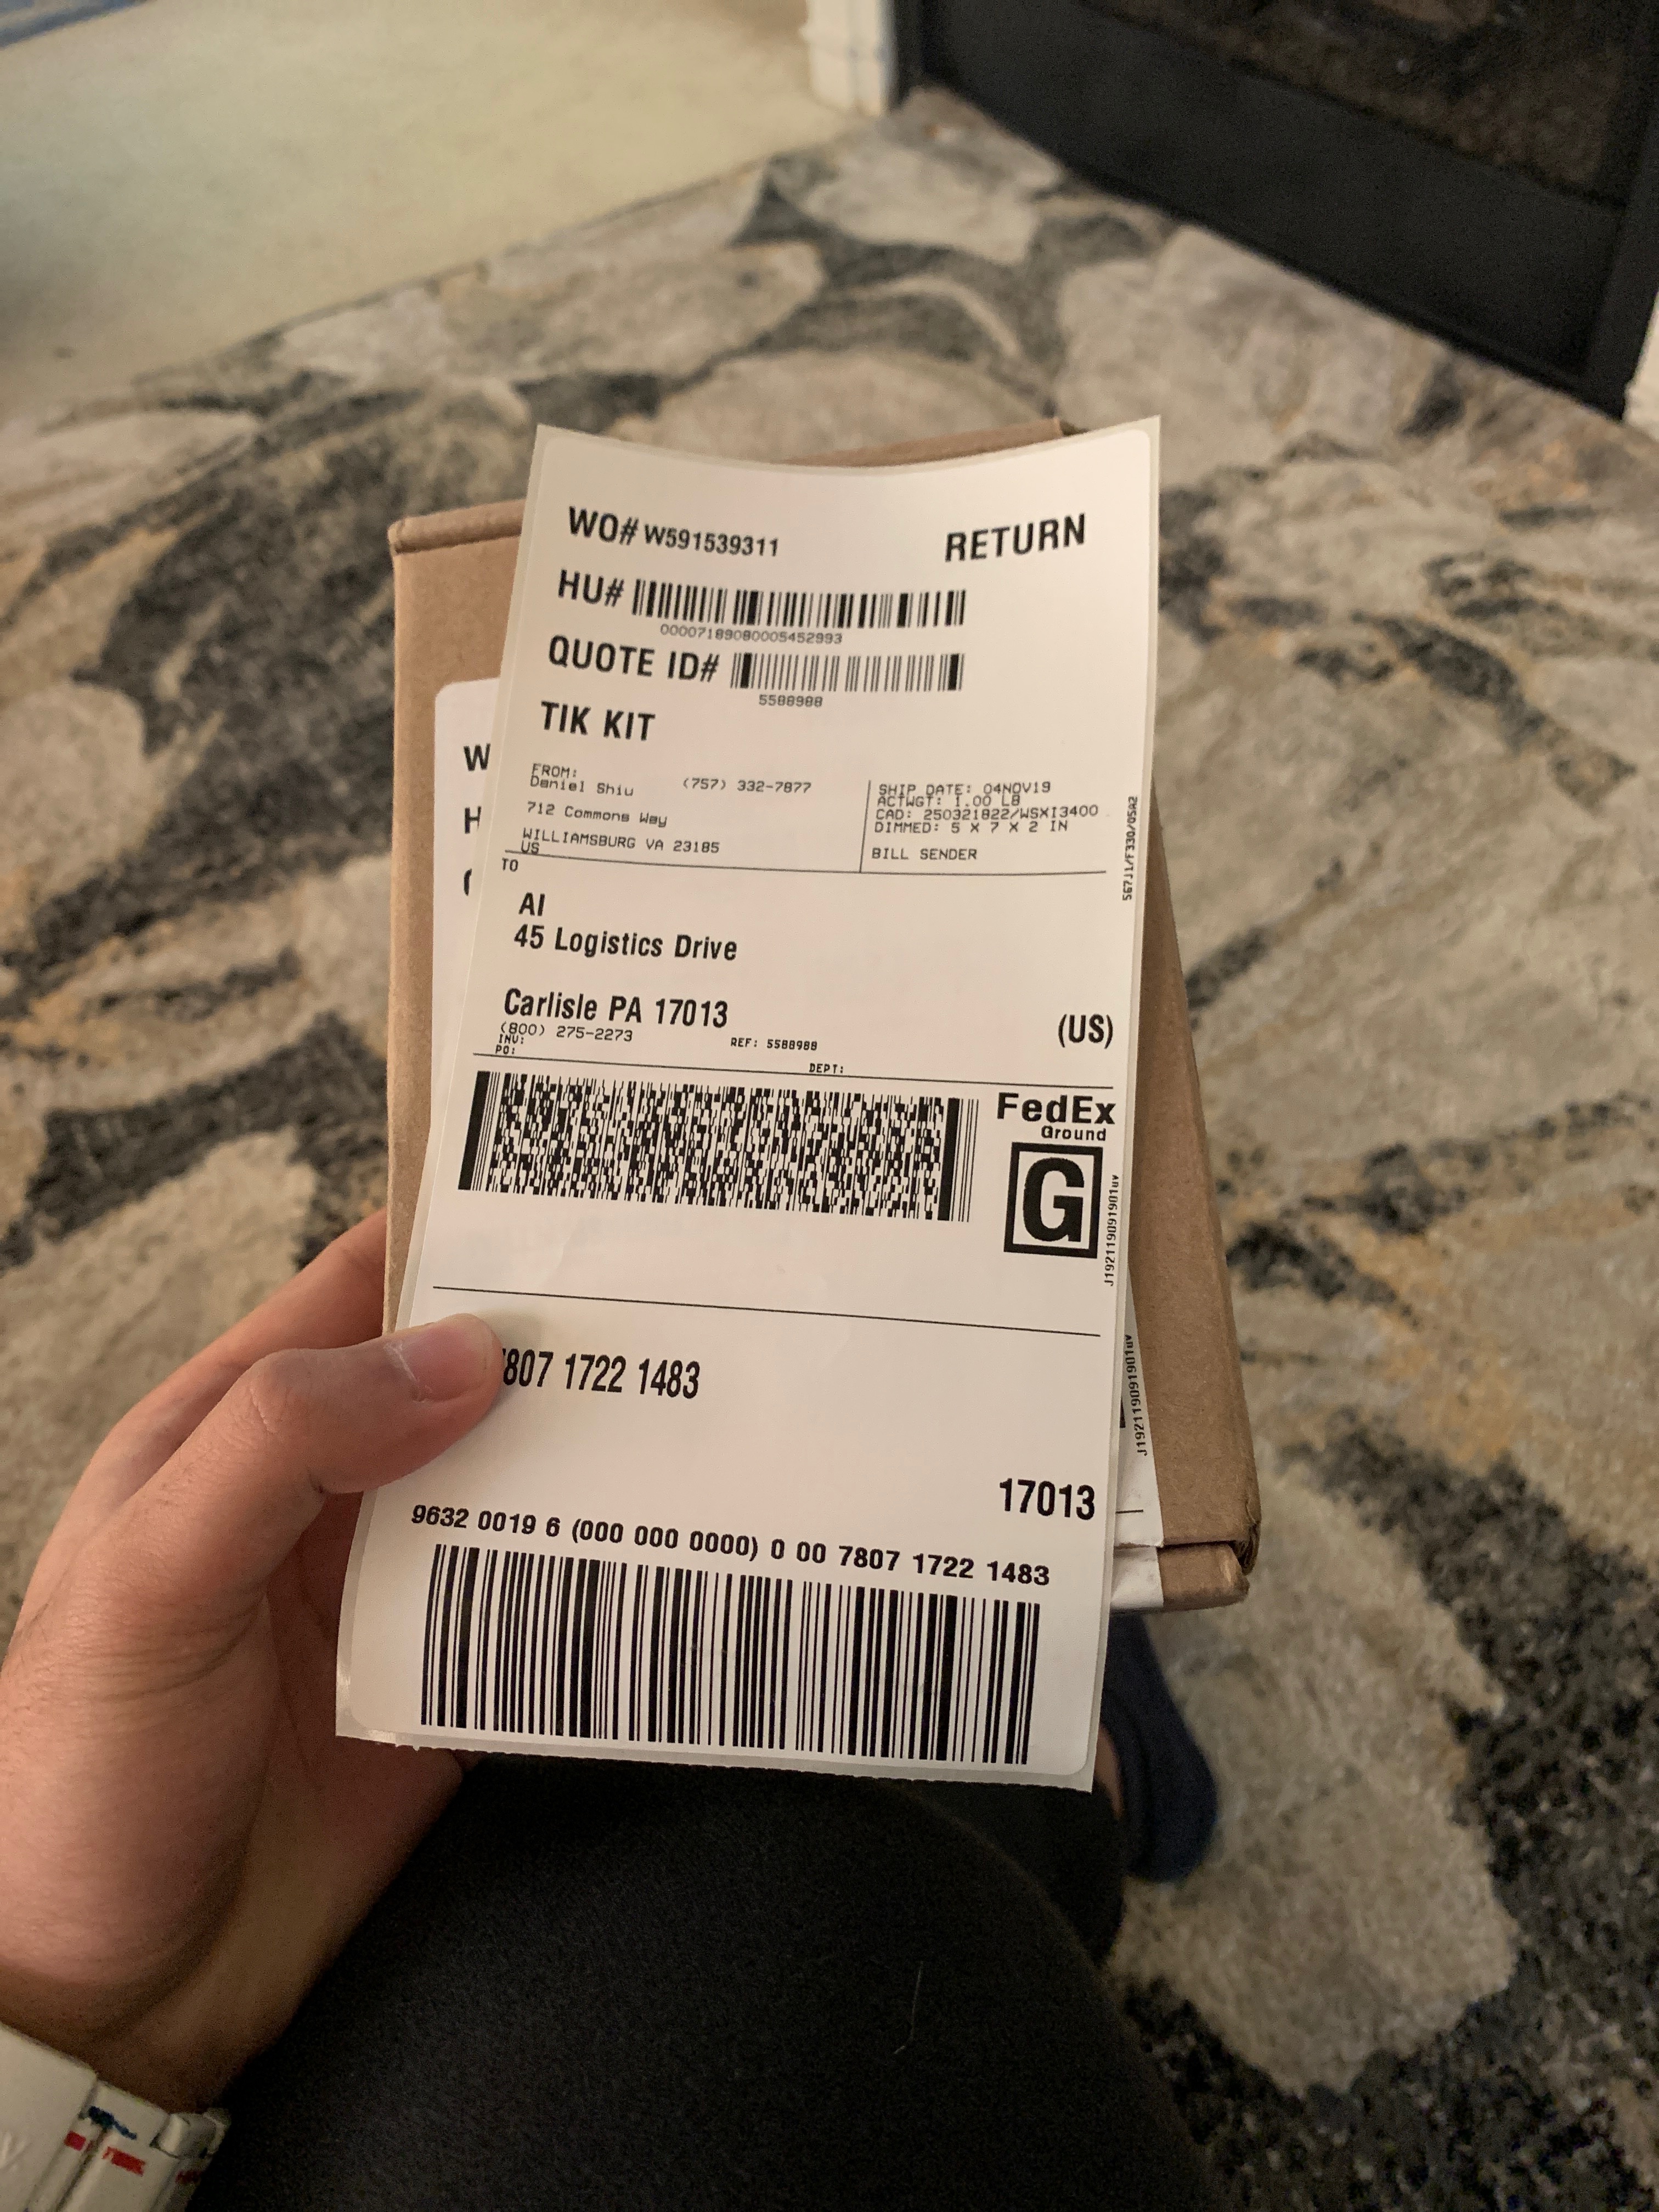 WO# W591539311
RETURN
HU#
00007189080005452993
QUOTE ID#
5588988
TIK KIT
FROM:
Daniel Shiu (757) 332-7877
712 Commons Way
WILLIAMSBURG VA 23185
US
SHIP DATE: 04NOV19
ACTWGT: 1.00 LB
CAD: 250321822/WSXI3400
DIMMED: 5 X 7 X 2 IN
BILL SENDER
TO
AI
45 Logistics Drive
Carlisle PA 17013
(US)
(800) 275-2273
REF: 5588988
INV:
PO:
DEPT:
FedEx
Ground
G
J192119091901uv
807 1722 1483
17013
9632 0019 6 (000 000 0000) 0 00 7807 1722 1483
W
H
J192119091901uv